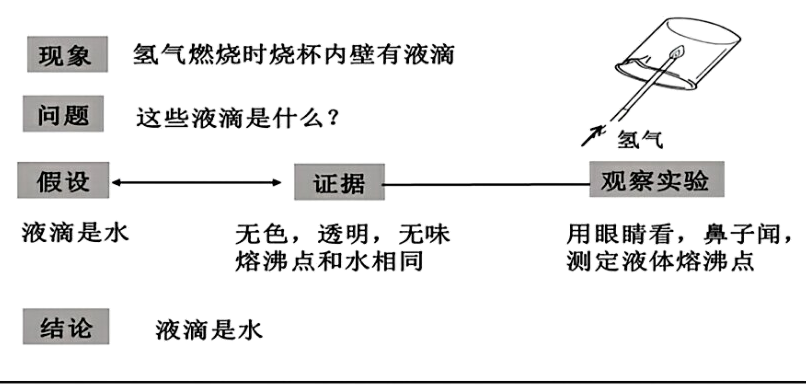 现象 氢气燃烧时烧杯内壁有液滴
问题 这些液滴是什么？
氢气
假设 证据 观察实验
液滴是水 无色，透明，无味 用眼睛看，鼻子闻，
熔沸点和水相同 测定液体熔沸点
结论 液滴是水